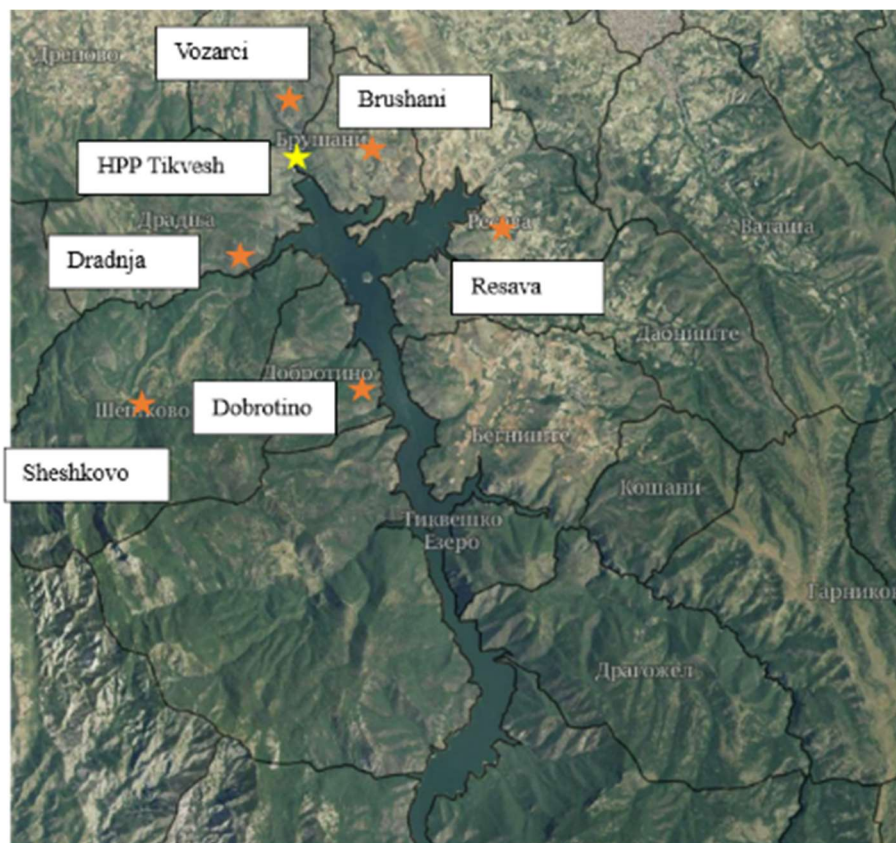 Дреново
Vozarci
Brushani
Брушани
HPP Tikvesh
Драдња
Ресава
Ваташа
Dradnja
Resava
Дабниште
Добротино
Шешково
Dobrotino
Бегниште
Sheshkovo
Кошани
Тиквешко
Езеро
Гарников
Драгожел